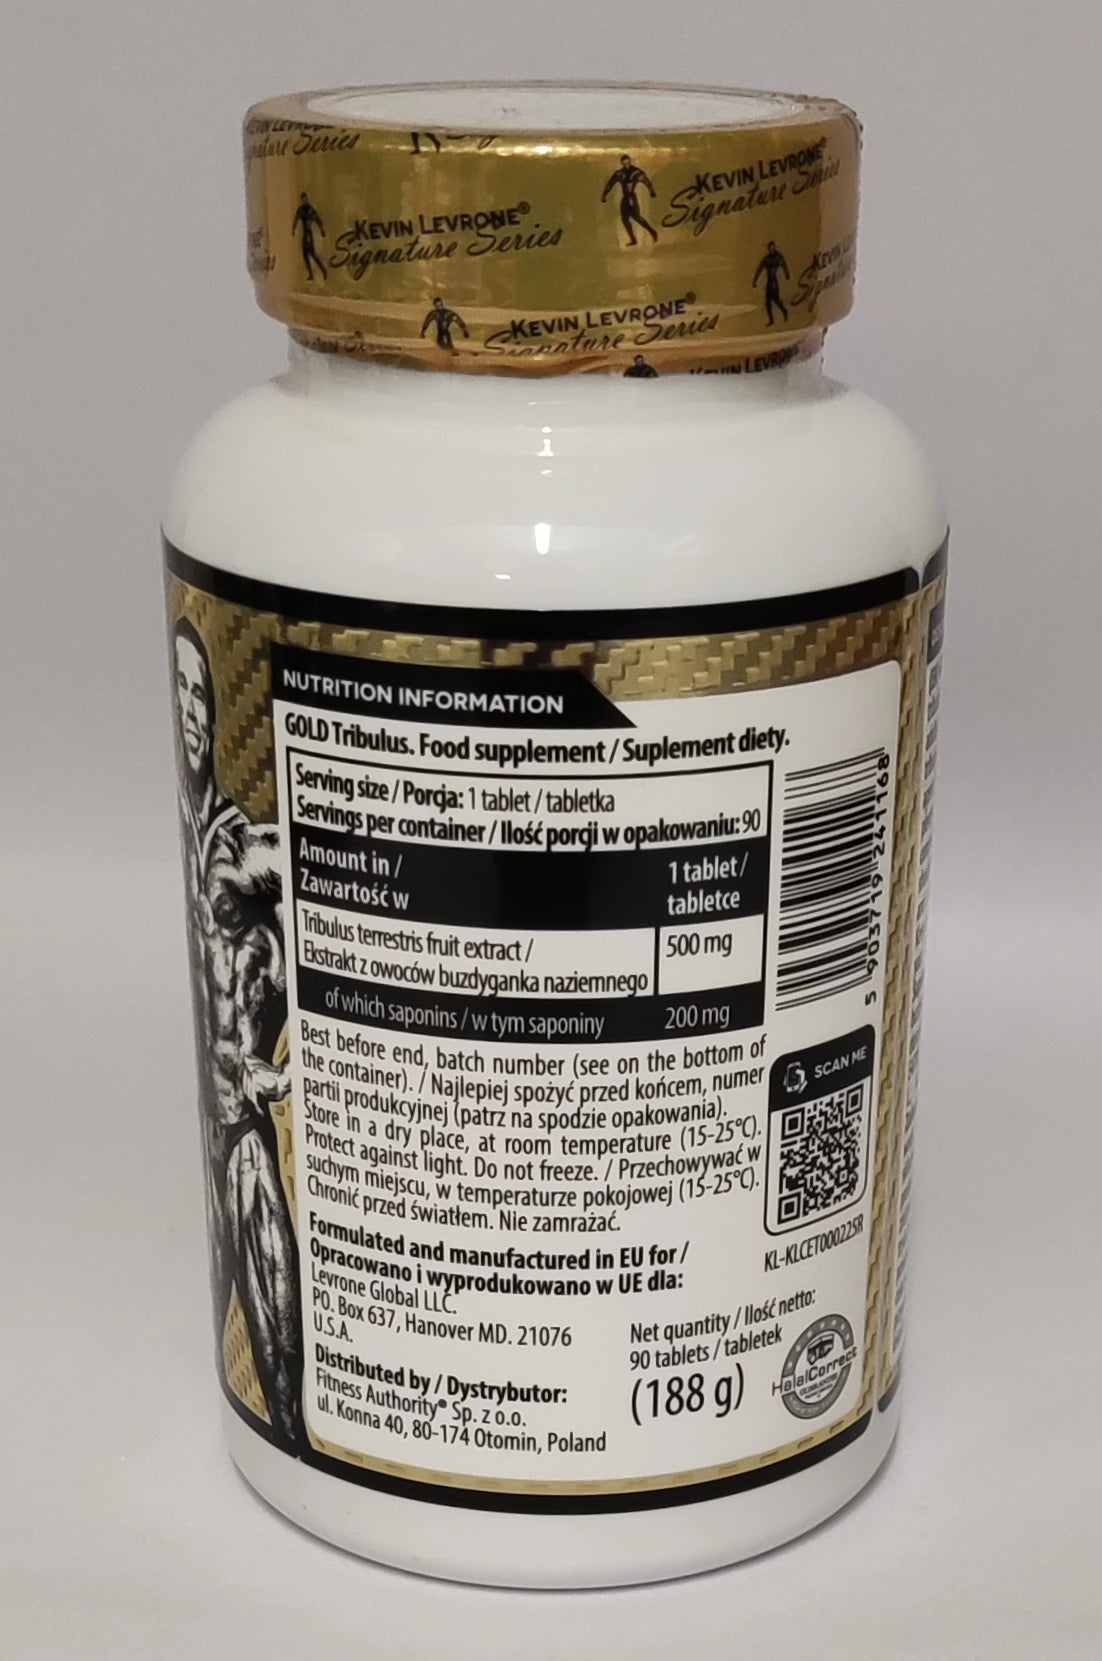 KEVIN LEVRONE®
Signature Series
KEVIN LEVRONE®
Signature Series
KEVIN LEVRONE®
Signature Series
NUTRITION INFORMATION
GOLD Tribulus. Food supplement / Suplement diety.
Serving size / Porcja: 1 tablet / tabletka
Servings per container / Ilość porcji w opakowaniu: 90
Amount in /
Zawartość w
1 tablet /
tabletce
Tribulus terrestris fruit extract /
Ekstrakt z owoców buzdyganka naziemnego
500 mg
of which saponins / w tym saponiny 200 mg
Best before end, batch number (see on the bottom of
the container). / Najlepiej spożyć przed końcem, numer
partii produkcyjnej (patrz na spodzie opakowania).
Store in a dry place, at room temperature (15-25°C).
Protect against light. Do not freeze. / Przechowywać w
suchym miejscu, w temperaturze pokojowej (15-25°C).
Chronić przed światłem. Nie zamrażać.
Formulated and manufactured in EU for /
Opracowano i wyprodukowano w UE dla:
Levrone Global LLC.
PO. Box 637, Hanover MD. 21076
U.S.A.
Distributed by / Dystrybutor:
Fitness Authority® Sp. z o.o.
ul. Konna 40, 80-174 Otomin, Poland
Net quantity / Ilość netto:
90 tablets / tabletek
(188 g)
HalalCorrect
5 903719 241168
SCAN ME
KL-KLCET000225R